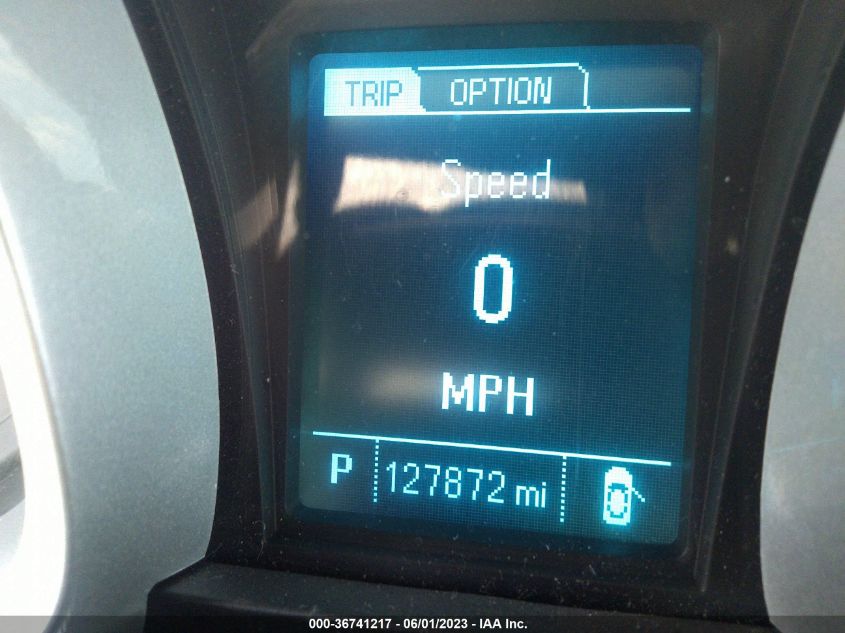 TRIP OPTION
Speed
0
MPH
P 127872 mi
000-36741217 - 06/01/2023 - IAA Inc.